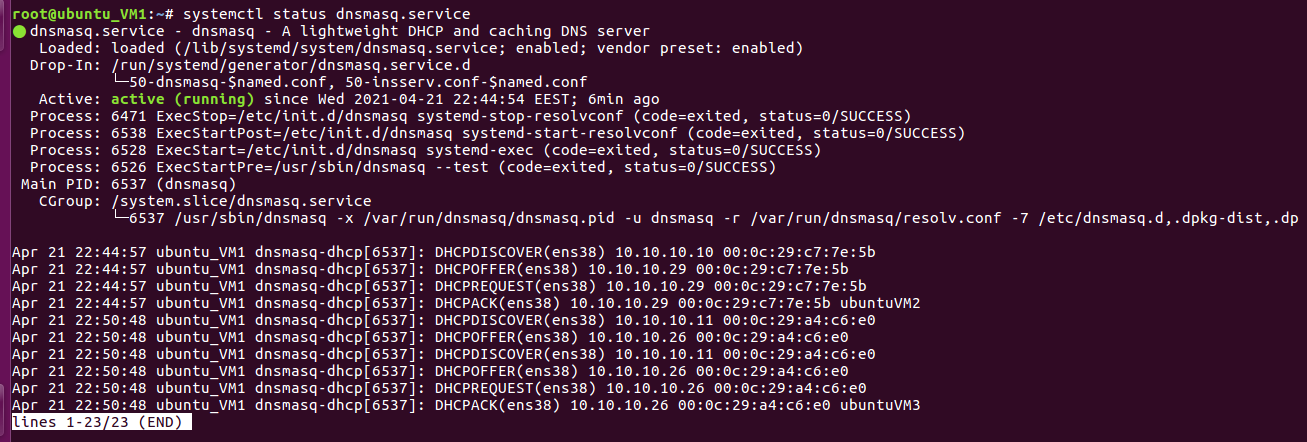 root@ubuntu_VM1:~# systemctl status dnsmasq.service
● dnsmasq.service - dnsmasq - A lightweight DHCP and caching DNS server
   Loaded: loaded (/lib/systemd/system/dnsmasq.service; enabled; vendor preset: enabled)
  Drop-In: /run/systemd/generator/dnsmasq.service.d
           └─50-dnsmasq-$named.conf, 50-insserv.conf-$named.conf
   Active: active (running) since Wed 2021-04-21 22:44:54 EEST; 6min ago
  Process: 6471 ExecStop=/etc/init.d/dnsmasq systemd-stop-resolvconf (code=exited, status=0/SUCCESS)
  Process: 6538 ExecStartPost=/etc/init.d/dnsmasq systemd-start-resolvconf (code=exited, status=0/SUCCESS)
  Process: 6528 ExecStart=/etc/init.d/dnsmasq systemd-exec (code=exited, status=0/SUCCESS)
  Process: 6526 ExecStartPre=/usr/sbin/dnsmasq --test (code=exited, status=0/SUCCESS)
 Main PID: 6537 (dnsmasq)
   CGroup: /system.slice/dnsmasq.service
           └─6537 /usr/sbin/dnsmasq -x /var/run/dnsmasq/dnsmasq.pid -u dnsmasq -r /var/run/dnsmasq/resolv.conf -7 /etc/dnsmasq.d,.dpkg-dist,.dp
Apr 21 22:44:57 ubuntu_VM1 dnsmasq-dhcp[6537]: DHCPDISCOVER(ens38) 10.10.10.10 00:0c:29:c7:7e:5b
Apr 21 22:44:57 ubuntu_VM1 dnsmasq-dhcp[6537]: DHCPOFFER(ens38) 10.10.10.29 00:0c:29:c7:7e:5b
Apr 21 22:44:57 ubuntu_VM1 dnsmasq-dhcp[6537]: DHCPREQUEST(ens38) 10.10.10.29 00:0c:29:c7:7e:5b
Apr 21 22:44:57 ubuntu_VM1 dnsmasq-dhcp[6537]: DHCPACK(ens38) 10.10.10.29 00:0c:29:c7:7e:5b ubuntuVM2
Apr 21 22:50:48 ubuntu_VM1 dnsmasq-dhcp[6537]: DHCPDISCOVER(ens38) 10.10.10.11 00:0c:29:a4:c6:e0
Apr 21 22:50:48 ubuntu_VM1 dnsmasq-dhcp[6537]: DHCPOFFER(ens38) 10.10.10.26 00:0c:29:a4:c6:e0
Apr 21 22:50:48 ubuntu_VM1 dnsmasq-dhcp[6537]: DHCPDISCOVER(ens38) 10.10.10.11 00:0c:29:a4:c6:e0
Apr 21 22:50:48 ubuntu_VM1 dnsmasq-dhcp[6537]: DHCPOFFER(ens38) 10.10.10.26 00:0c:29:a4:c6:e0
Apr 21 22:50:48 ubuntu_VM1 dnsmasq-dhcp[6537]: DHCPREQUEST(ens38) 10.10.10.26 00:0c:29:a4:c6:e0
Apr 21 22:50:48 ubuntu_VM1 dnsmasq-dhcp[6537]: DHCPACK(ens38) 10.10.10.26 00:0c:29:a4:c6:e0 ubuntuVM3
lines 1-23/23 (END)